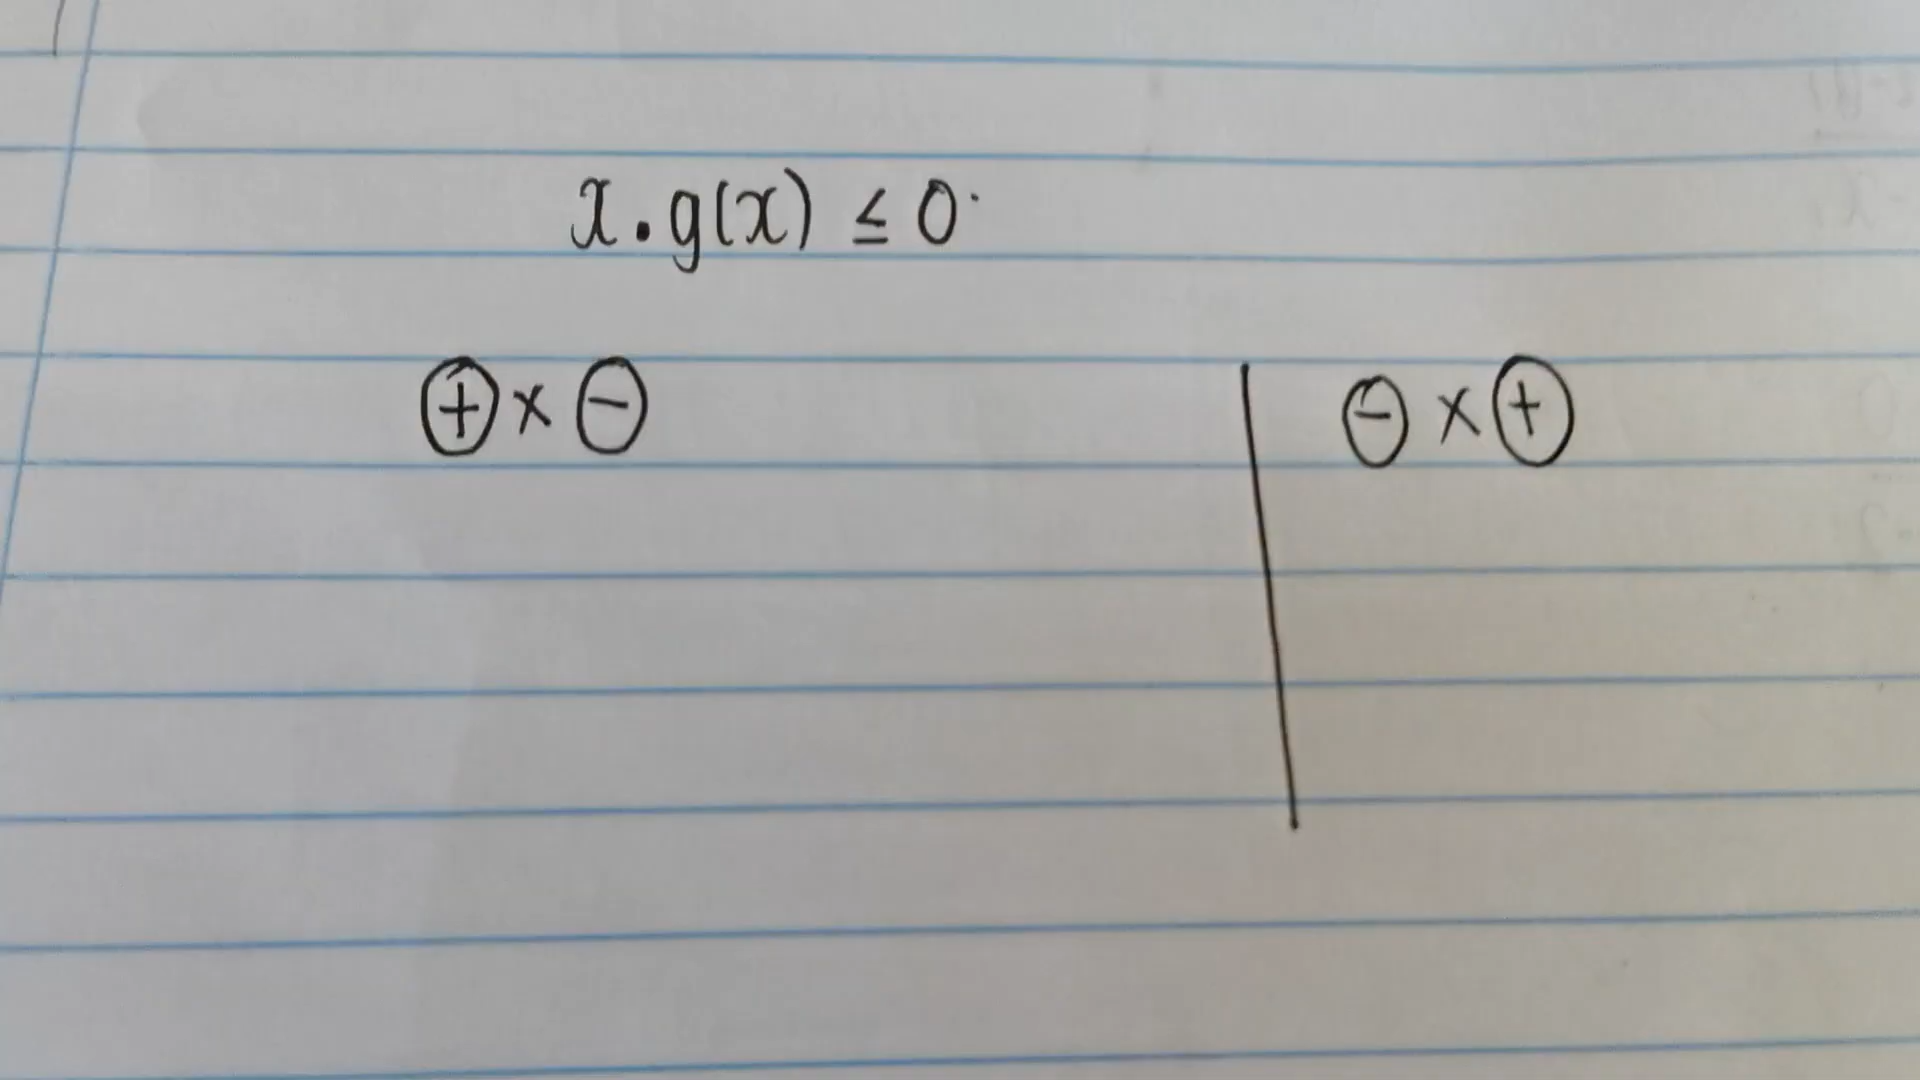 x.g(x) ≤ 0
⊕ x ⊖ | ⊖ x ⊕